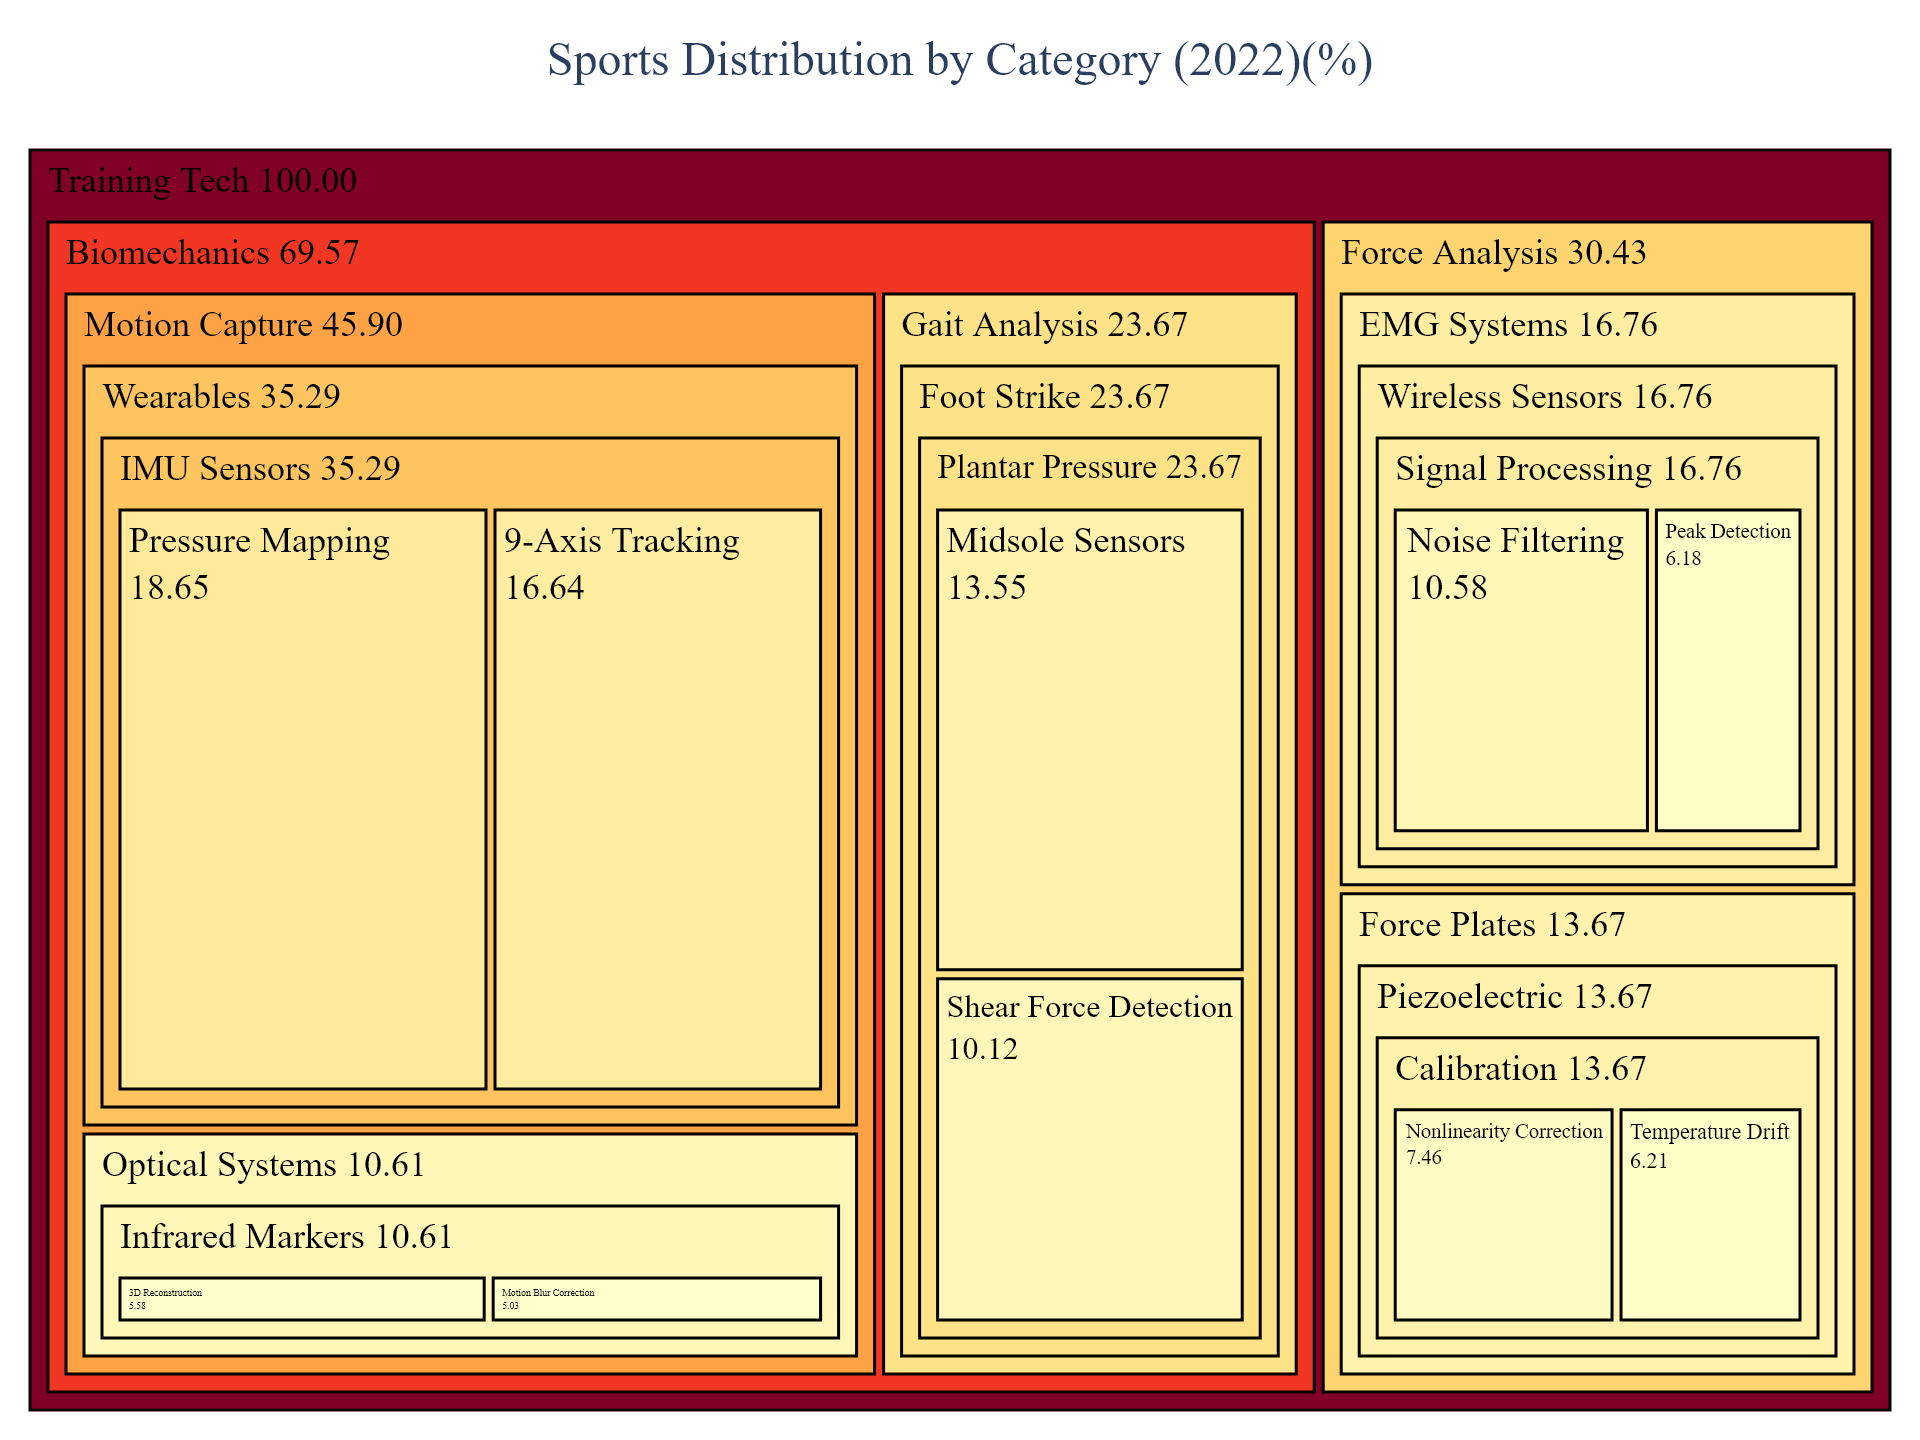 Sports Distribution by Category (2022)(%)
Training Tech 100.00
Biomechanics 69.57
Motion Capture 45.90
Wearables 35.29
IMU Sensors 35.29
Pressure Mapping
18.65
9-Axis Tracking
16.64
Optical Systems 10.61
Infrared Markers 10.61
3D Reconstruction
5.58
Motion Blur Correction
5.03
Gait Analysis 23.67
Foot Strike 23.67
Plantar Pressure 23.67
Midsole Sensors
13.55
Shear Force Detection
10.12
Force Analysis 30.43
EMG Systems 16.76
Wireless Sensors 16.76
Signal Processing 16.76
Noise Filtering
10.58
Peak Detection
6.18
Force Plates 13.67
Piezoelectric 13.67
Calibration 13.67
Nonlinearity Correction
7.46
Temperature Drift
6.21